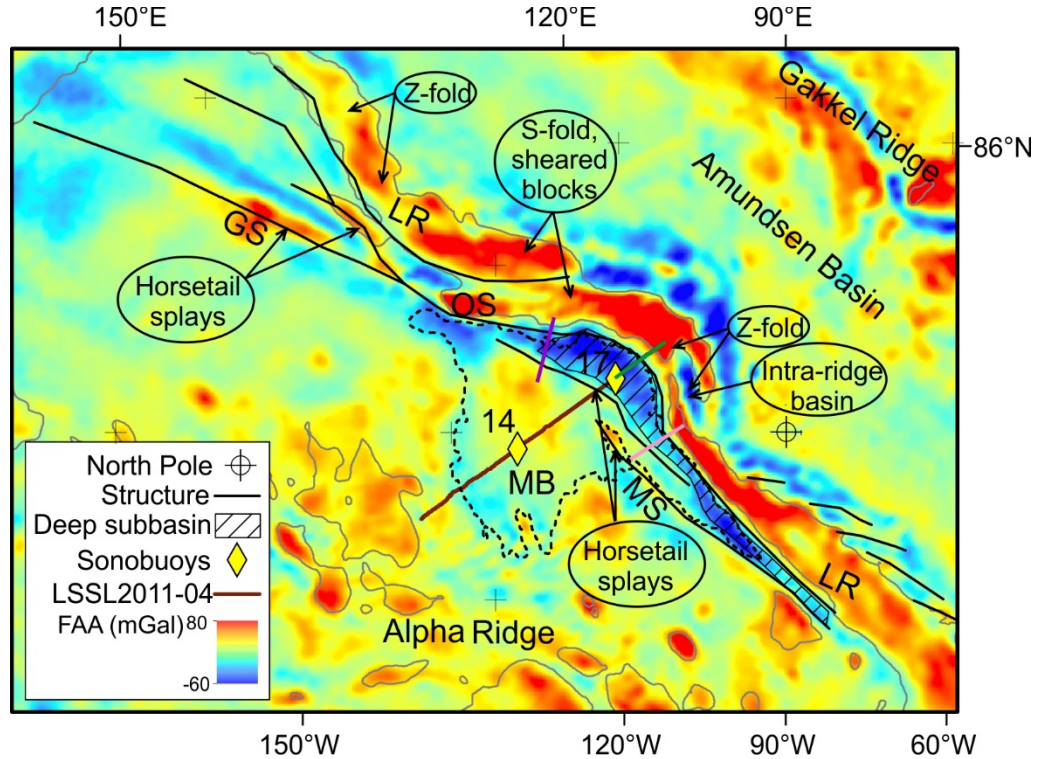 150°E 120°E 90°E
Gakkel Ridge
Z-fold
S-fold,
sheared
blocks
86°N
Amundsen Basin
LR
GS
Horsetail
splays
OS
Z-fold
17
Intra-ridge
basin
14
MB
MS
North Pole
Structure
Deep subbasin
Sonobuoys
LSSL2011-04
FAA (mGal) 80
-60
Horsetail
splays
LR
Alpha Ridge
150°W 120°W 90°W 60°W